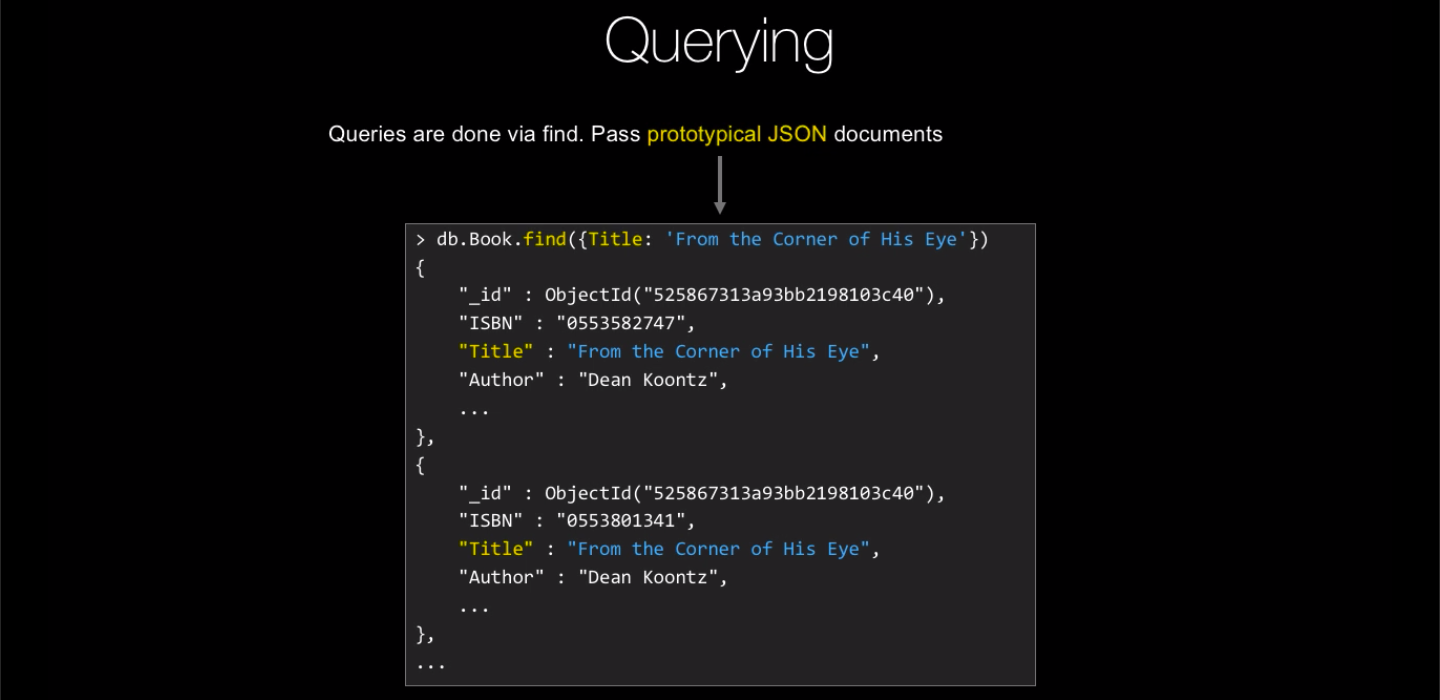 Querying
Queries are done via find. Pass prototypical JSON documents
> db.Book.find({Title: 'From the Corner of His Eye'})
{
    "_id" : ObjectId("525867313a93bb2198103c40"),
    "ISBN" : "0553582747",
    "Title" : "From the Corner of His Eye",
    "Author" : "Dean Koontz",
    ...
},
{
    "_id" : ObjectId("525867313a93bb2198103c40"),
    "ISBN" : "0553801341",
    "Title" : "From the Corner of His Eye",
    "Author" : "Dean Koontz",
    ...
},
...